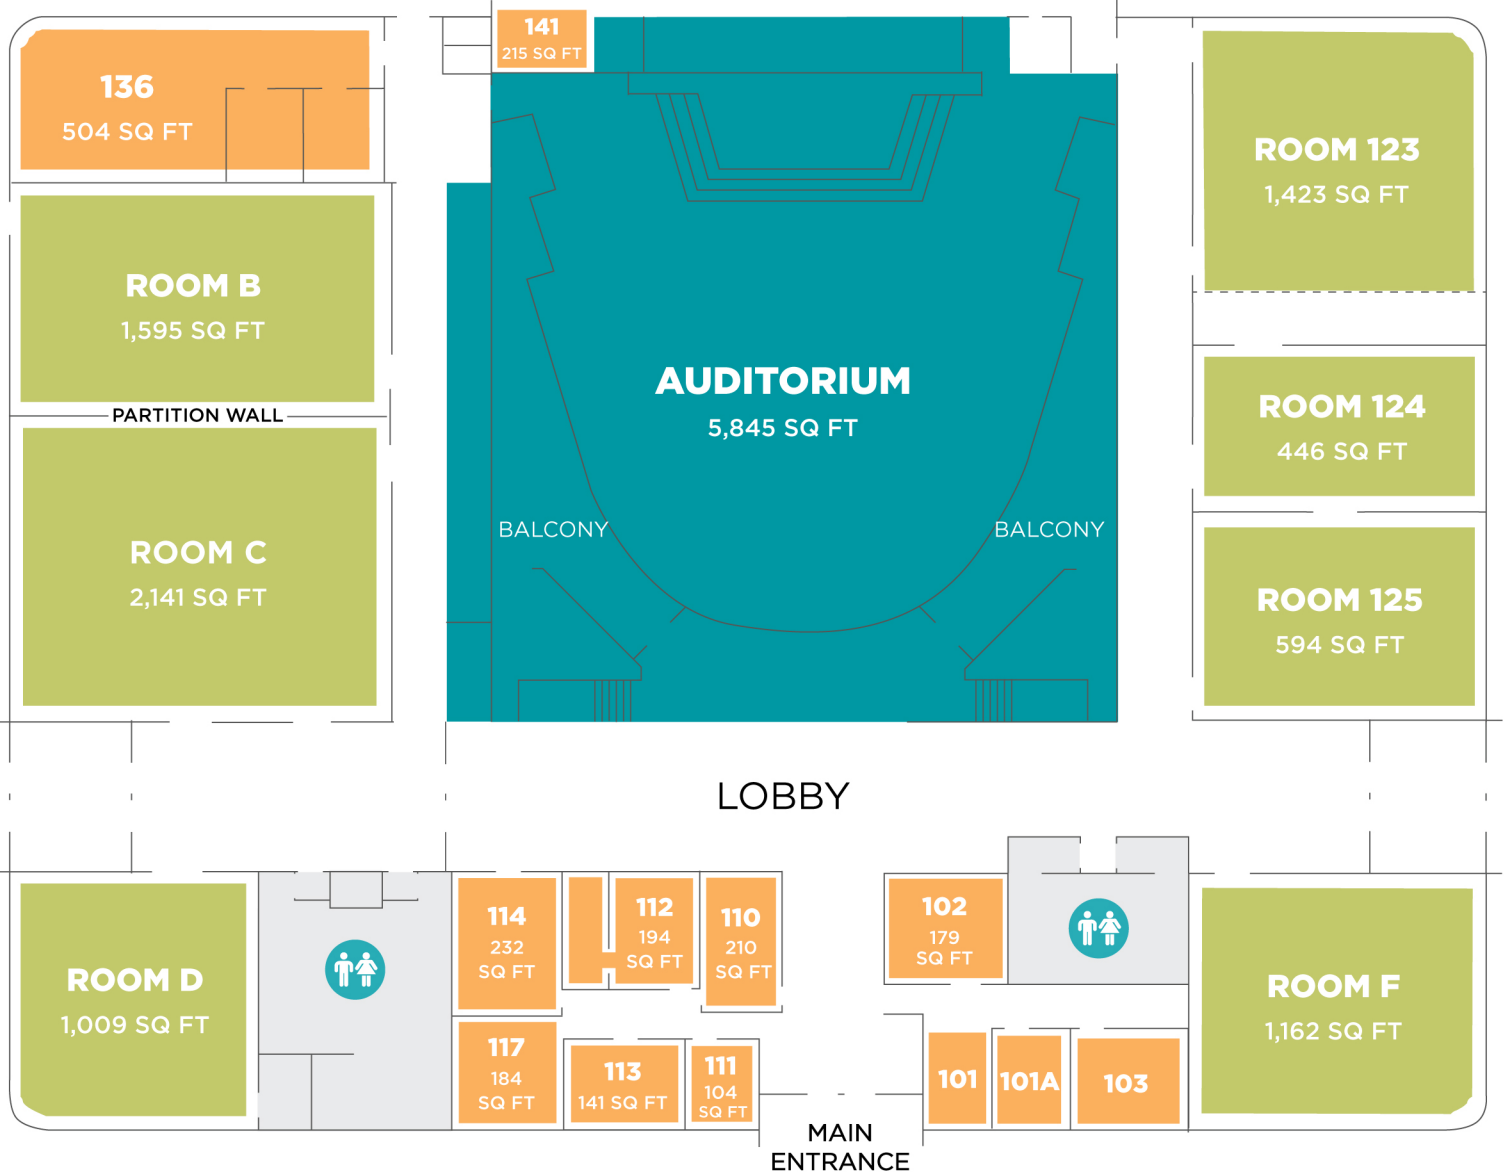 141
215 SQ FT
136
504 SQ FT
ROOM 123
1,423 SQ FT
ROOM B
1,595 SQ FT
AUDITORIUM
5,845 SQ FT
PARTITION WALL
ROOM 124
446 SQ FT
ROOM C
2,141 SQ FT
BALCONY
BALCONY
ROOM 125
594 SQ FT
LOBBY
ROOM D
1,009 SQ FT
114
232
SQ FT
112
194
SQ FT
110
210
SQ FT
102
179
SQ FT
ROOM F
1,162 SQ FT
117
184
SQ FT
113
141 SQ FT
111
104
SQ FT
101
101A
103
MAIN
ENTRANCE